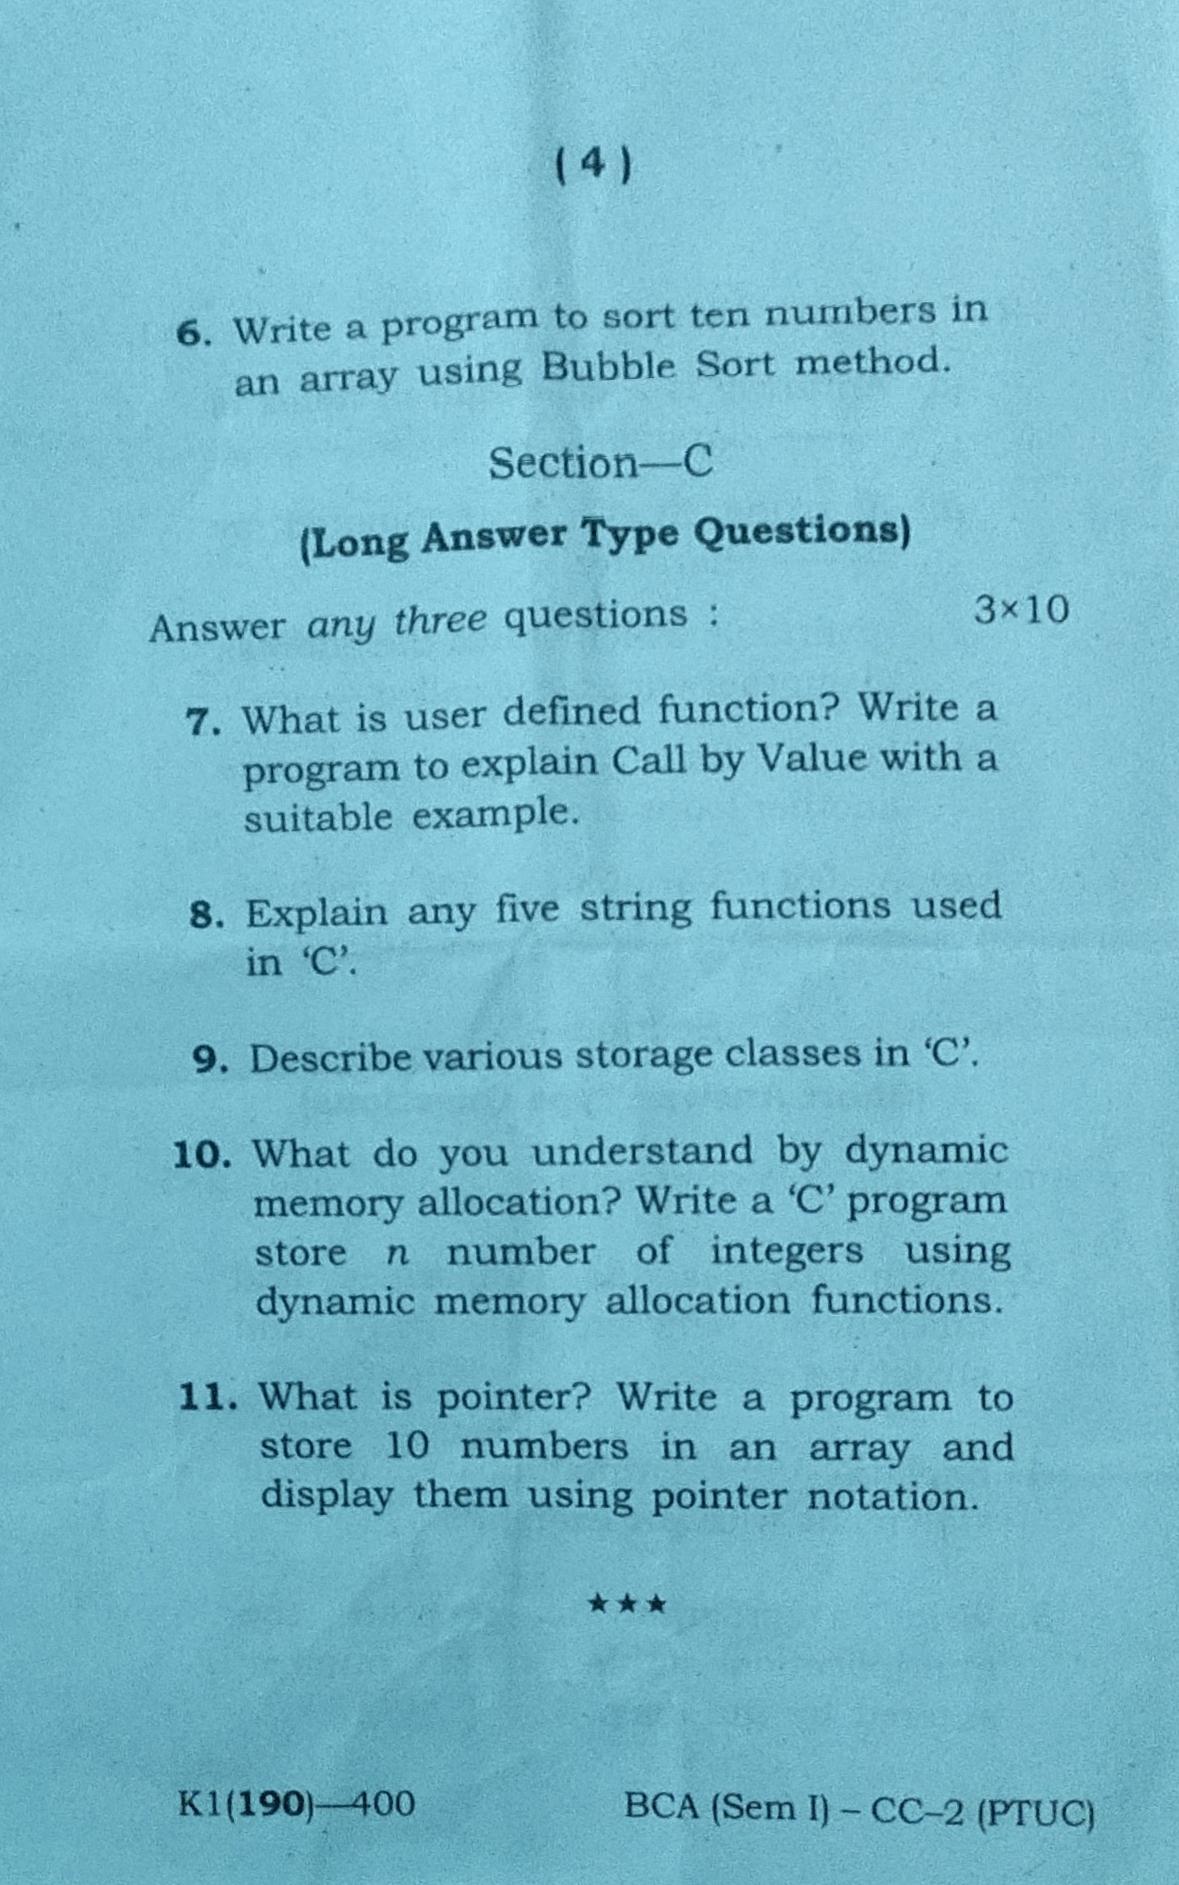 ( 4 )
6. Write a program to sort ten numbers in
an array using Bubble Sort method.
Section—C
(Long Answer Type Questions)
Answer any three questions : 3×10
7. What is user defined function? Write a
program to explain Call by Value with a
suitable example.
8. Explain any five string functions used
in ‘C’.
9. Describe various storage classes in ‘C’.
10. What do you understand by dynamic
memory allocation? Write a ‘C’ program
store n number of integers using
dynamic memory allocation functions.
11. What is pointer? Write a program to
store 10 numbers in an array and
display them using pointer notation.
★★★
K1(190)—400 BCA (Sem I) – CC–2 (PTUC)